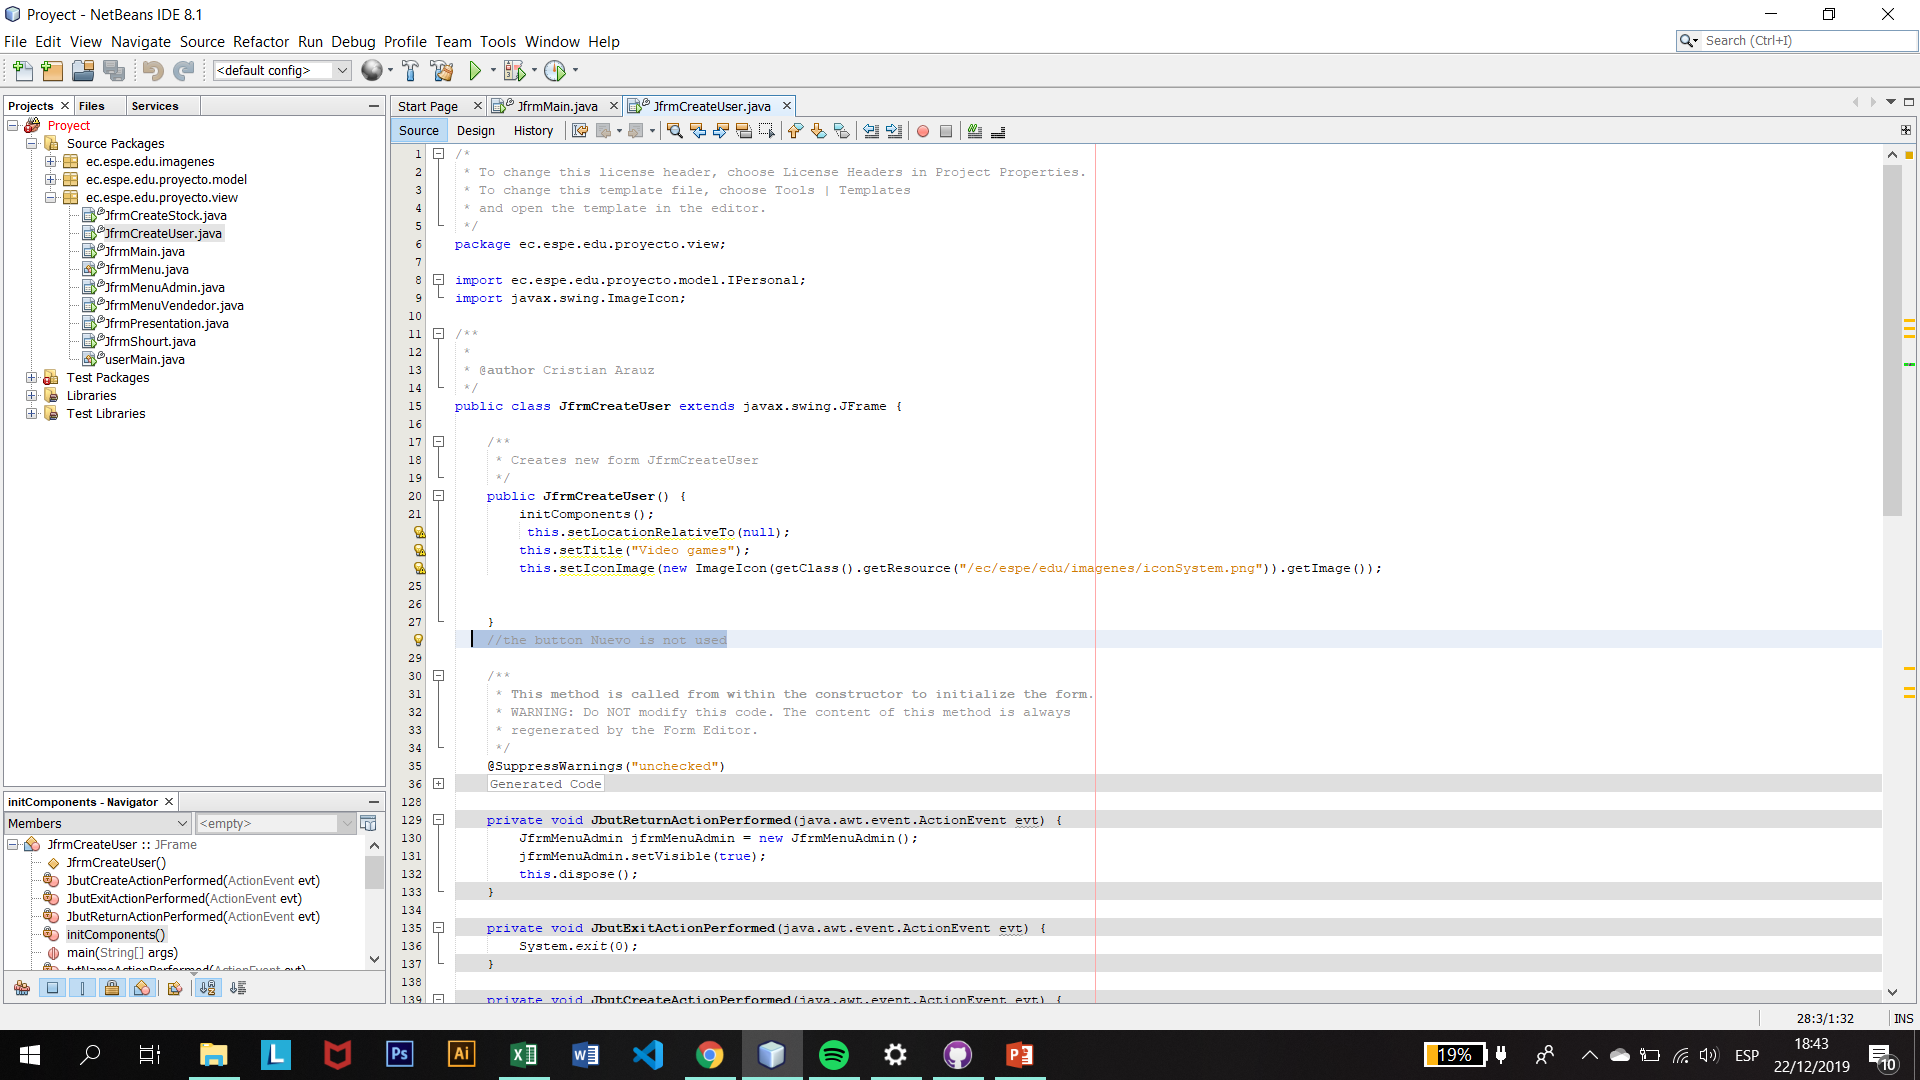 Proyect - NetBeans IDE 8.1
File Edit View Navigate Source Refactor Run Debug Profile Team Tools Window Help
Search (Ctrl+I)
<default config>
Projects Files Services
Proyect
Source Packages
ec.espe.edu.imagenes
ec.espe.edu.proyecto.model
ec.espe.edu.proyecto.view
JfrmCreateStock.java
JfrmCreateUser.java
JfrmMain.java
JfrmMenu.java
JfrmMenuAdmin.java
JfrmMenuVendedor.java
JfrmPresentation.java
JfrmShourt.java
userMain.java
Test Packages
Libraries
Test Libraries
initComponents - Navigator
Members <empty>
JfrmCreateUser :: JFrame
JfrmCreateUser()
JbutCreateActionPerformed(ActionEvent evt)
JbutExitActionPerformed(ActionEvent evt)
JbutReturnActionPerformed(ActionEvent evt)
initComponents()
main(String[] args)
txtNameActionPerformed(ActionEvent evt)
Start Page JfrmMain.java JfrmCreateUser.java
Source Design History
1 /*
2 * To change this license header, choose License Headers in Project Properties.
3 * To change this template file, choose Tools | Templates
4 * and open the template in the editor.
5 */
6 package ec.espe.edu.proyecto.view;
7
8 import ec.espe.edu.proyecto.model.IPersonal;
9 import javax.swing.ImageIcon;
10
11 /**
12 *
13 * @author Cristian Arauz
14 */
15 public class JfrmCreateUser extends javax.swing.JFrame {
16
17 /**
18 * Creates new form JfrmCreateUser
19 */
20 public JfrmCreateUser() {
21 initComponents();
this.setLocationRelativeTo(null);
this.setTitle("Video games");
this.setIconImage(new ImageIcon(getClass().getResource("/ec/espe/edu/imagenes/iconSystem.png")).getImage());
25
26
27 }
//the button Nuevo is not used
29
30 /**
31 * This method is called from within the constructor to initialize the form.
32 * WARNING: Do NOT modify this code. The content of this method is always
33 * regenerated by the Form Editor.
34 */
35 @SuppressWarnings("unchecked")
36 Generated Code
128
129 private void JbutReturnActionPerformed(java.awt.event.ActionEvent evt) {
130 JfrmMenuAdmin jfrmMenuAdmin = new JfrmMenuAdmin();
131 jfrmMenuAdmin.setVisible(true);
132 this.dispose();
133 }
134
135 private void JbutExitActionPerformed(java.awt.event.ActionEvent evt) {
136 System.exit(0);
137 }
138
139 private void JbutCreateActionPerformed(java.awt.event.ActionEvent evt) {
28:3/1:32 INS
L Ps Ai
19%
ESP
18:43
22/12/2019
10